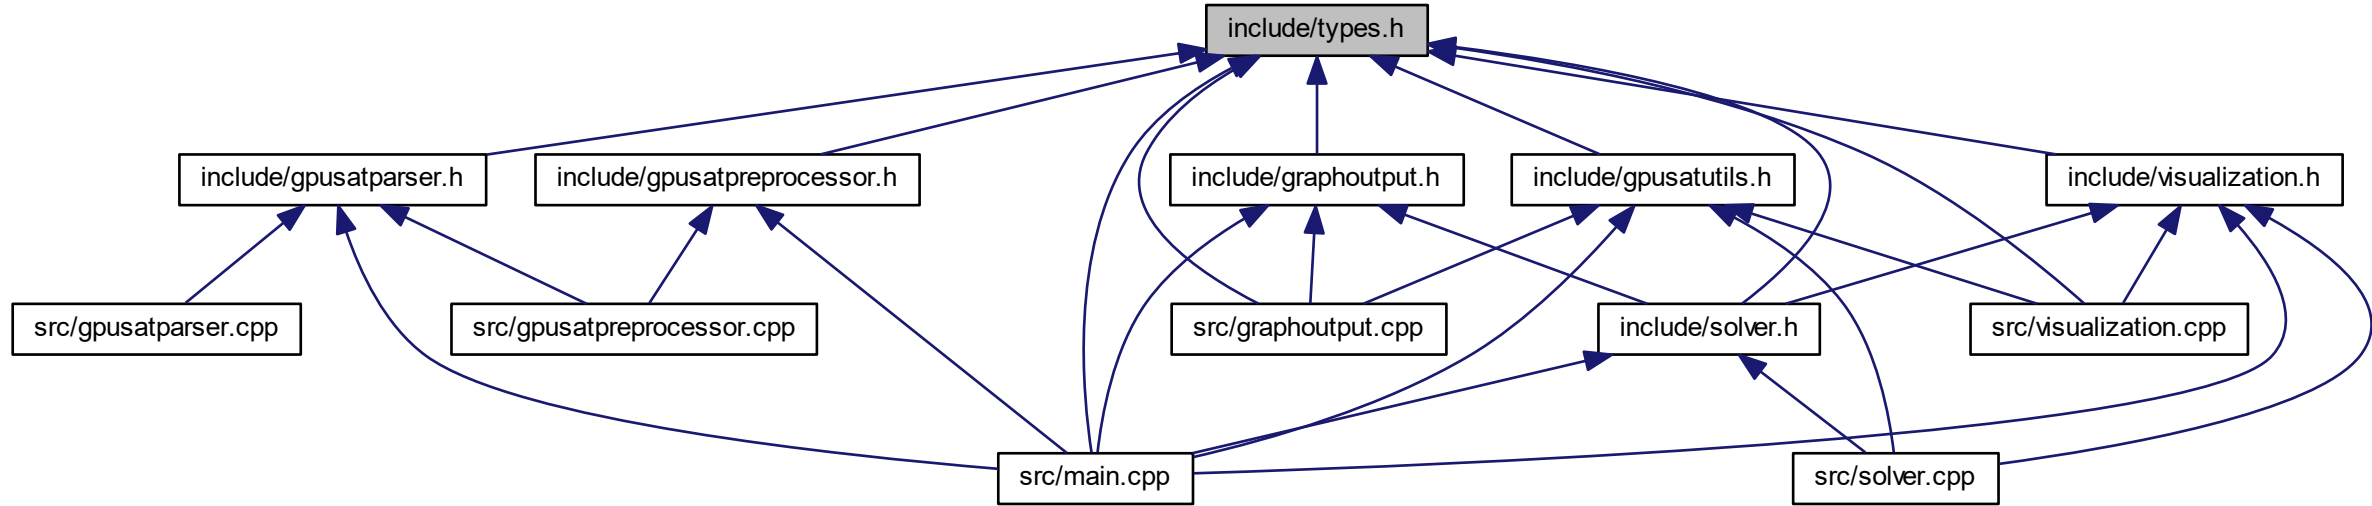 include/types.h
include/gpusatparser.h
include/gpusatpreprocessor.h
include/graphoutput.h
include/gpusatutils.h
include/visualization.h
src/gpusatparser.cpp
src/gpusatpreprocessor.cpp
src/graphoutput.cpp
include/solver.h
src/visualization.cpp
src/main.cpp
src/solver.cpp